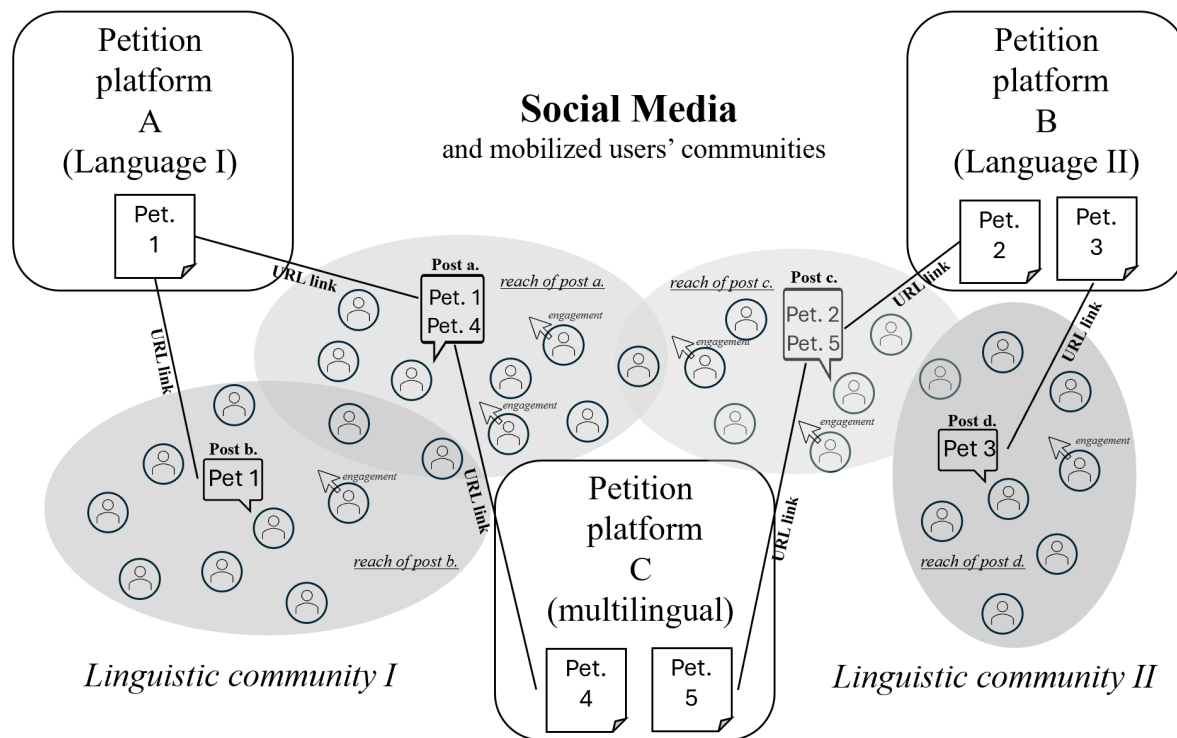 Petition
platform
A
(Language I)
Pet.
1
Social Media
and mobilized users' communities
Petition
platform
B
(Language II)
Pet.
2
Pet.
3
URL link
URL link
Post a.
Pet. 1
Pet. 4
reach of post a.
engagement
engagement
URL link
reach of post c.
Post c.
Pet. 2
Pet. 5
engagement
engagement
URL link
URL link
URL link
Post b.
Pet 1
engagement
reach of post b.
Post d.
Pet 3
engagement
reach of post d.
Petition
platform
C
(multilingual)
Pet.
4
Pet.
5
Linguistic community I
Linguistic community II